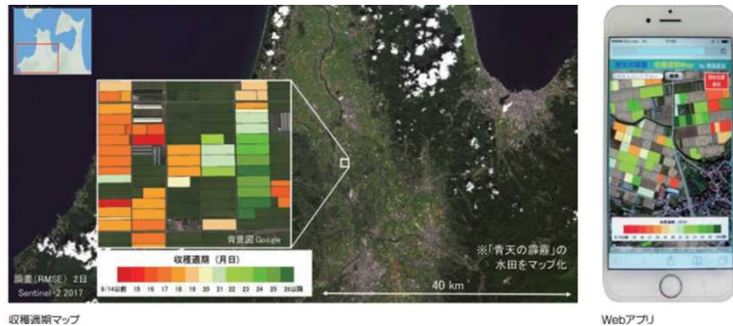 背景図 Google
収穫適期（月日）
9/14以前 15 16 17 18 19 20 21 22 23 24 25 26以降
誤差(RMSE) 2日
Sentinel-2 2017
※「青天の霹靂」の
水田をマップ化
40 km
収穫適期マップ
Webアプリ